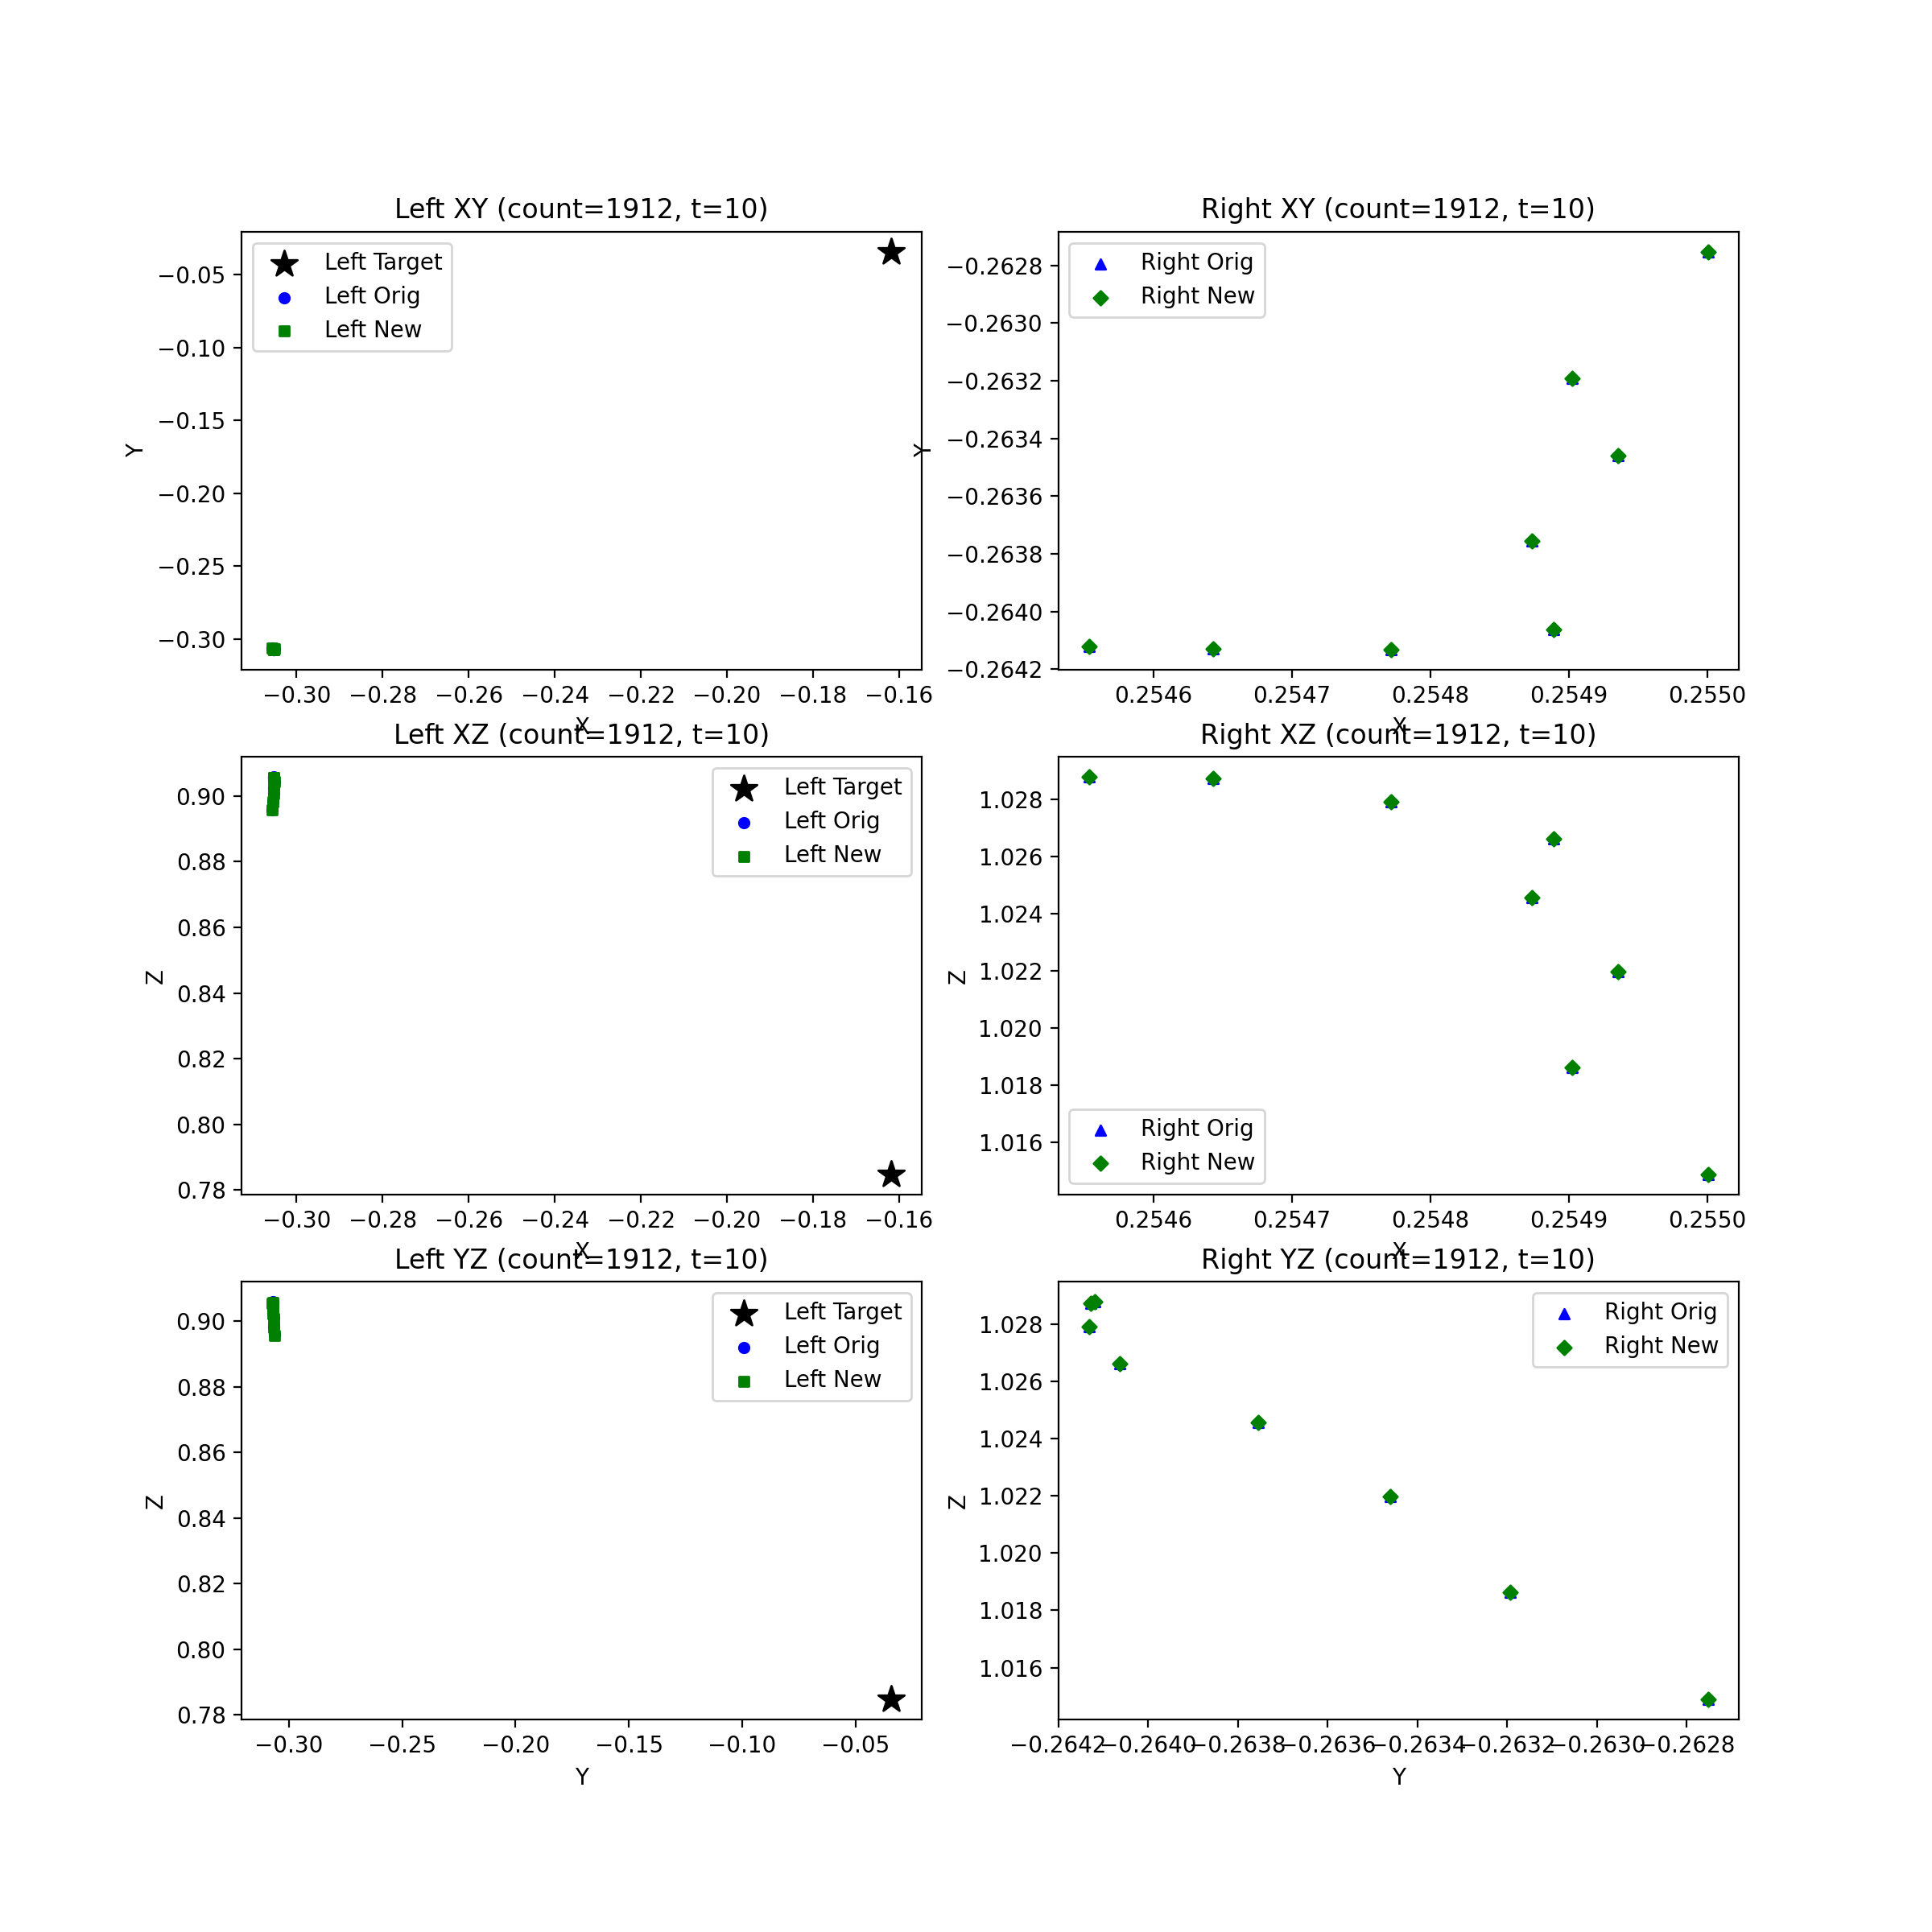 Left XY (count=1912, t=10)
Left Target
Left Orig
Left New
−0.05
−0.10
−0.15
−0.20
−0.25
−0.30
Y
−0.30 −0.28 −0.26 −0.24 −0.22 −0.20 −0.18 −0.16
X
Right XY (count=1912, t=10)
Right Orig
Right New
−0.2628
−0.2630
−0.2632
−0.2634
−0.2636
−0.2638
−0.2640
−0.2642
Y
0.2546 0.2547 0.2548 0.2549 0.2550
X
Left XZ (count=1912, t=10)
Left Target
Left Orig
Left New
0.90
0.88
0.86
0.84
0.82
0.80
0.78
Z
−0.30 −0.28 −0.26 −0.24 −0.22 −0.20 −0.18 −0.16
X
Right XZ (count=1912, t=10)
1.028
1.026
1.024
1.022
1.020
1.018
1.016
Z
Right Orig
Right New
0.2546 0.2547 0.2548 0.2549 0.2550
X
Left YZ (count=1912, t=10)
Left Target
Left Orig
Left New
0.90
0.88
0.86
0.84
0.82
0.80
0.78
Z
−0.30 −0.25 −0.20 −0.15 −0.10 −0.05
Y
Right YZ (count=1912, t=10)
Right Orig
Right New
1.028
1.026
1.024
1.022
1.020
1.018
1.016
Z
−0.2642 −0.2640 −0.2638 −0.2636 −0.2634 −0.2632 −0.2630 −0.2628
Y